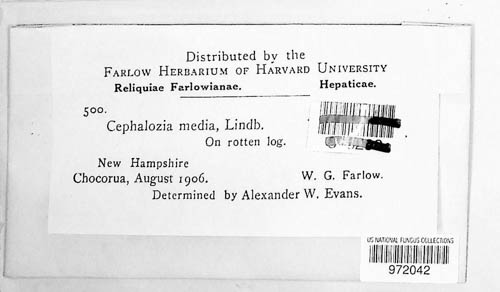 Distributed by the
FARLOW HERBARIUM OF HARVARD UNIVERSITY
Reliquiae Farlowianae. Hepaticae.
500.
Cephalozia media, Lindb.
On rotten log.
New Hampshire
Chocorua, August 1906. W. G. Farlow.
Determined by Alexander W. Evans.
US NATIONAL FUNGUS COLLECTIONS
972042